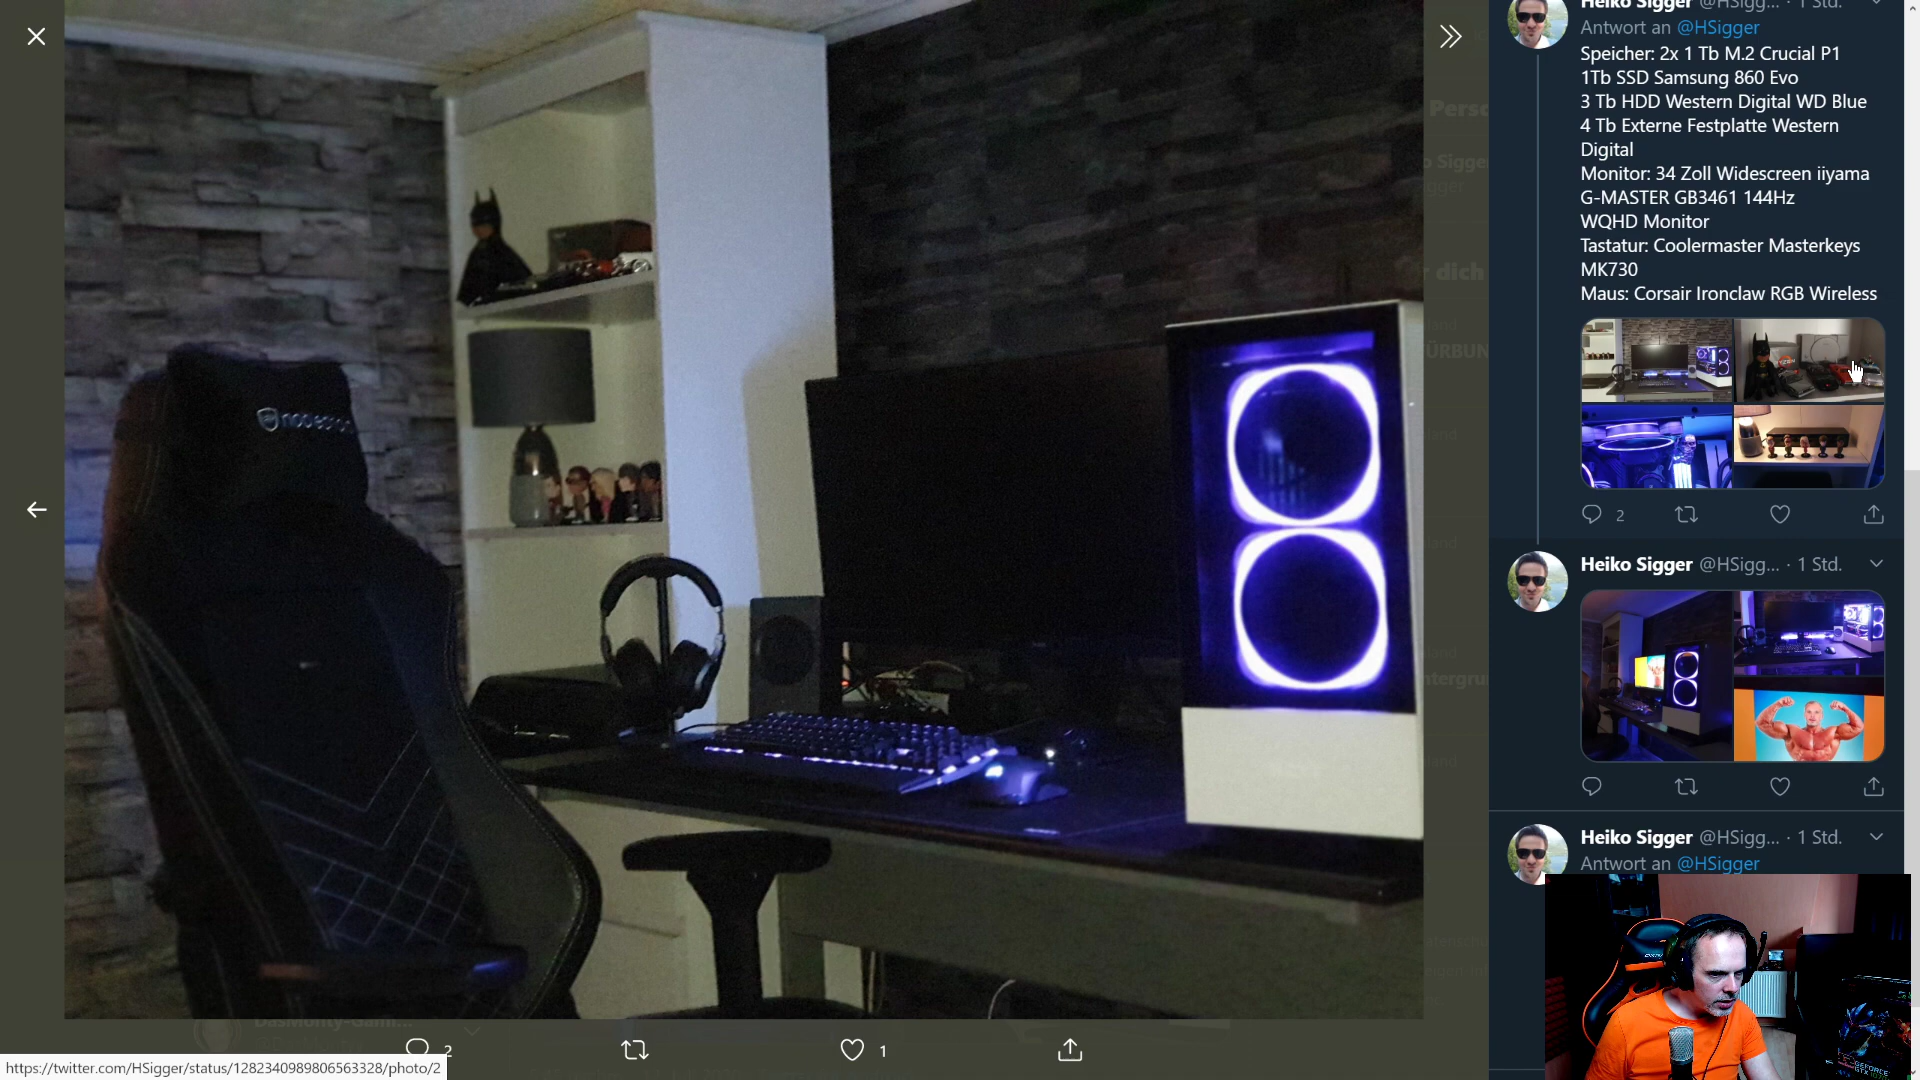 noblechairs
Heiko Sigger @HSigg... · 1 Std.
Antwort an @HSigger
Speicher: 2x 1 Tb M.2 Crucial P1
1Tb SSD Samsung 860 Evo
3 Tb HDD Western Digital WD Blue
4 Tb Externe Festplatte Western
Digital
Monitor: 34 Zoll Widescreen iiyama
G-MASTER GB3461 144Hz
WQHD Monitor
Tastatur: Coolermaster Masterkeys
MK730
Maus: Corsair Ironclaw RGB Wireless
2
Heiko Sigger @HSigg... · 1 Std.
Heiko Sigger @HSigg... · 1 Std.
Antwort an @HSigger
2
1
https://twitter.com/HSigger/status/1282340989806563328/photo/2
GEFORCE